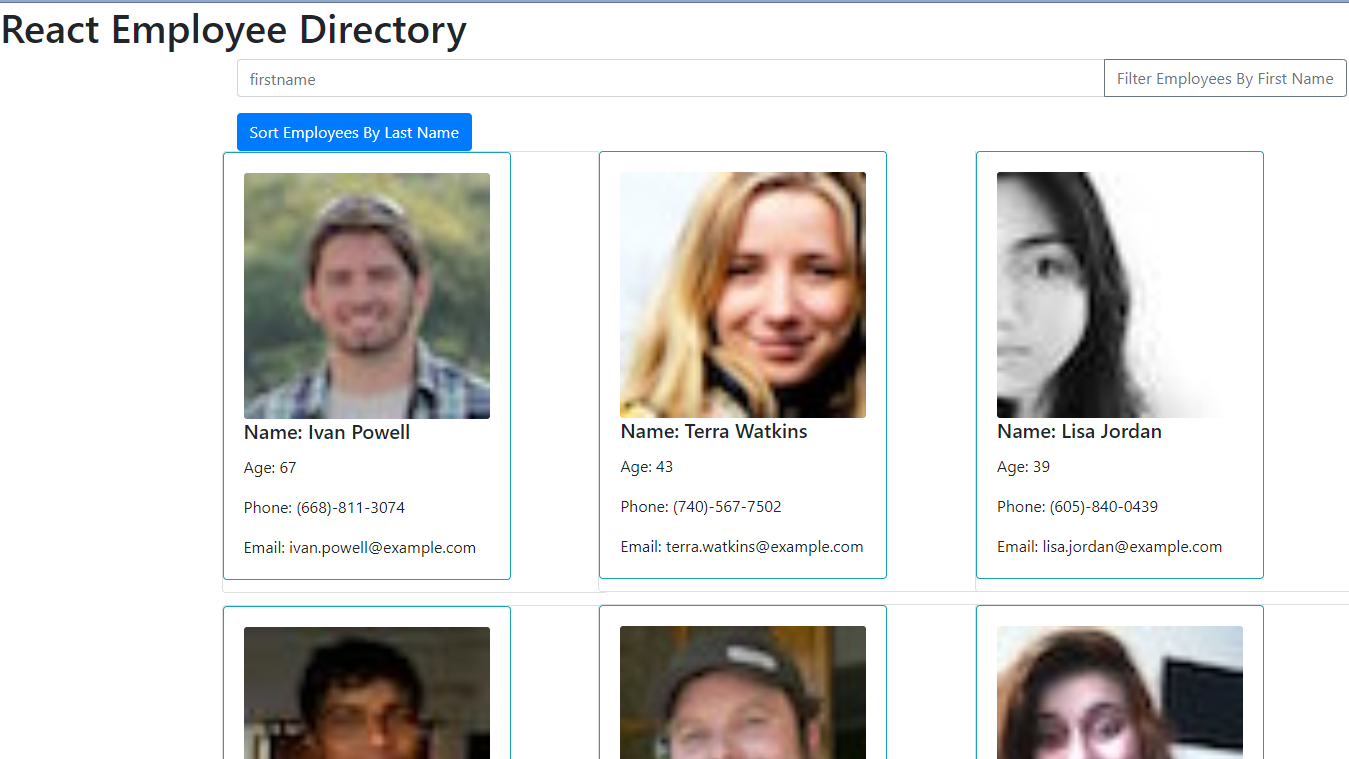 React Employee Directory
firstname
Filter Employees By First Name
Sort Employees By Last Name
Name: Ivan Powell
Age: 67
Phone: (668)-811-3074
Email: ivan.powell@example.com
Name: Terra Watkins
Age: 43
Phone: (740)-567-7502
Email: terra.watkins@example.com
Name: Lisa Jordan
Age: 39
Phone: (605)-840-0439
Email: lisa.jordan@example.com